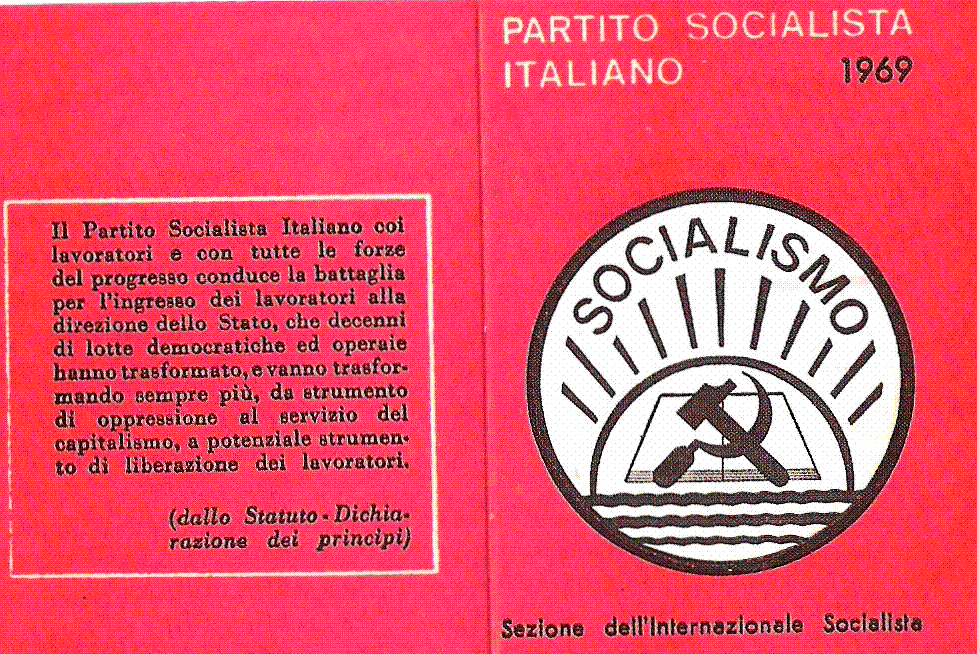 Il Partito Socialista Italiano coi
lavoratori e con tutte le forze
del progresso conduce la battaglia
per l'ingresso dei lavoratori alla
direzione dello Stato, che decenni
di lotte democratiche ed operaie
hanno trasformato, e vanno trasfor-
mando sempre più, da strumento
di oppressione al servizio del
capitalismo, a potenziale strumen-
to di liberazione dei lavoratori.
(dallo Statuto - Dichia-
razione dei principi)
PARTITO SOCIALISTA
ITALIANO 1969
SOCIALISMO
Sezione dell'Internazionale Socialista